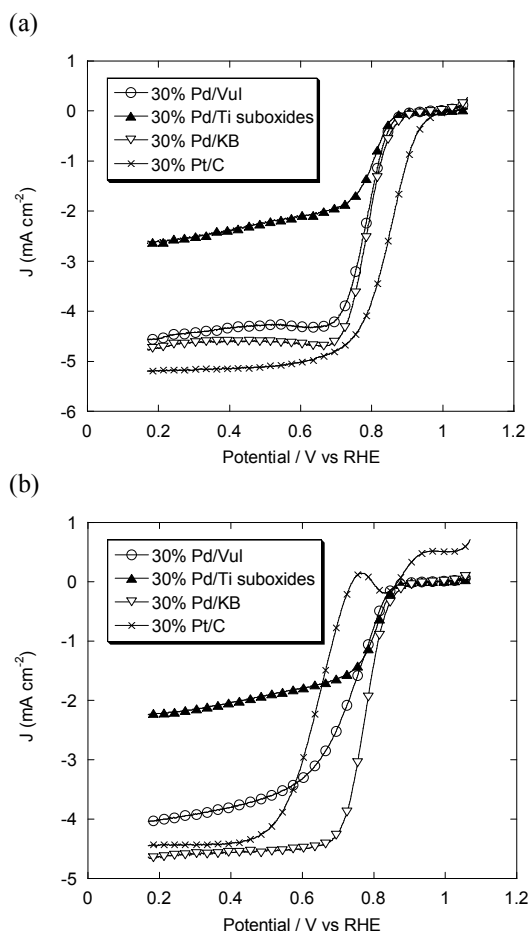 (a)
1
0
-1
-2
-3
-4
-5
-6
J (mA cm-2)
30% Pd/Vul
30% Pd/Ti suboxides
30% Pd/KB
30% Pt/C
0 0.2 0.4 0.6 0.8 1 1.2
Potential / V vs RHE
(b)
1
0
-1
-2
-3
-4
-5
J (mA cm-2)
30% Pd/Vul
30% Pd/Ti suboxides
30% Pd/KB
30% Pt/C
0 0.2 0.4 0.6 0.8 1 1.2
Potential / V vs RHE